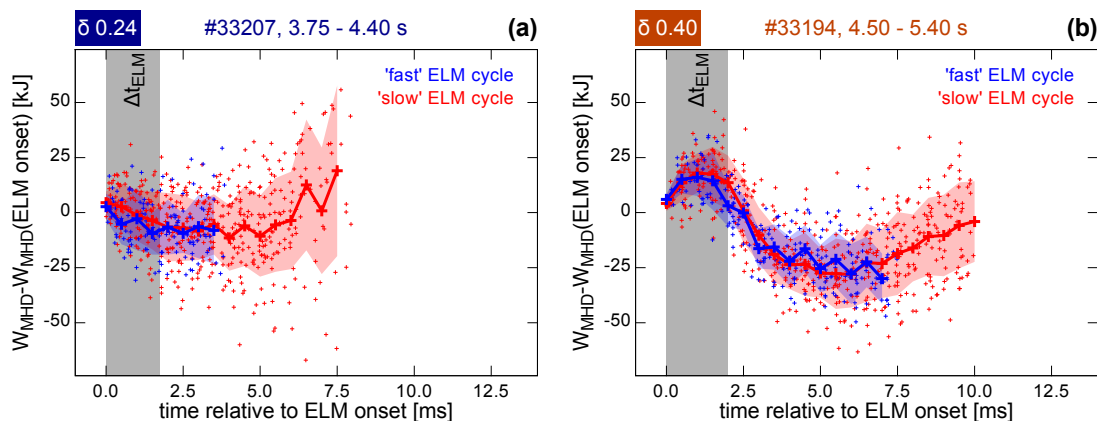 δ 0.24 #33207, 3.75 - 4.40 s (a)
W_MHD-W_MHD(ELM onset) [kJ]
50
25
0
-25
-50
Δt_ELM
'fast' ELM cycle
'slow' ELM cycle
0.0 2.5 5.0 7.5 10.0 12.5
time relative to ELM onset [ms]
δ 0.40 #33194, 4.50 - 5.40 s (b)
W_MHD-W_MHD(ELM onset) [kJ]
50
25
0
-25
-50
Δt_ELM
'fast' ELM cycle
'slow' ELM cycle
0.0 2.5 5.0 7.5 10.0 12.5
time relative to ELM onset [ms]